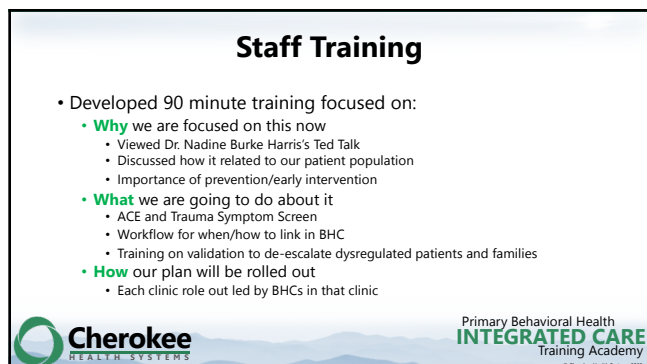 Staff Training
• Developed 90 minute training focused on:
• Why we are focused on this now
• Viewed Dr. Nadine Burke Harris's Ted Talk
• Discussed how it related to our patient population
• Importance of prevention/early intervention
• What we are going to do about it
• ACE and Trauma Symptom Screen
• Workflow for when/how to link in BHC
• Training on validation to de-escalate dysregulated patients and families
• How our plan will be rolled out
• Each clinic role out led by BHCs in that clinic
Cherokee
HEALTH SYSTEMS
Primary Behavioral Health
INTEGRATED CARE
Training Academy